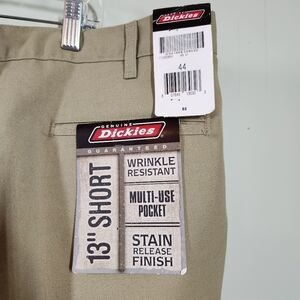 Dickies
44
GENUINE
Dickies
GUARANTEED
13" SHORT
WRINKLE
RESISTANT
MULTI-USE
POCKET
STAIN
RELEASE
FINISH